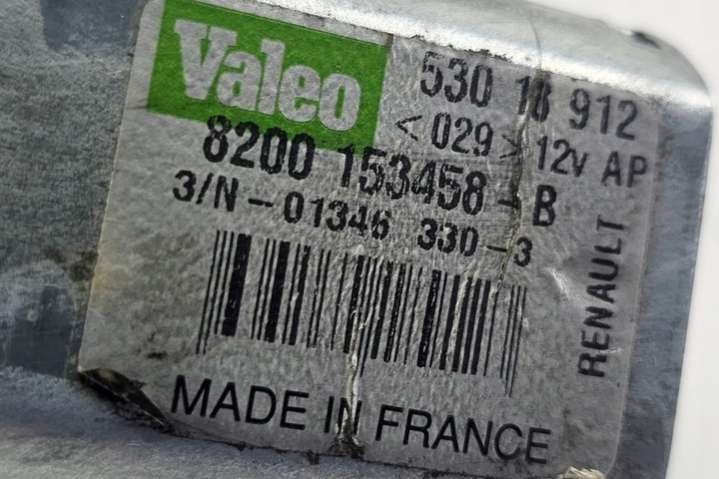 Valeo
530 18 912
<029> 12v AP
8200 153458-B
3/N-01346 330-3
RENAULT
MADE IN FRANCE